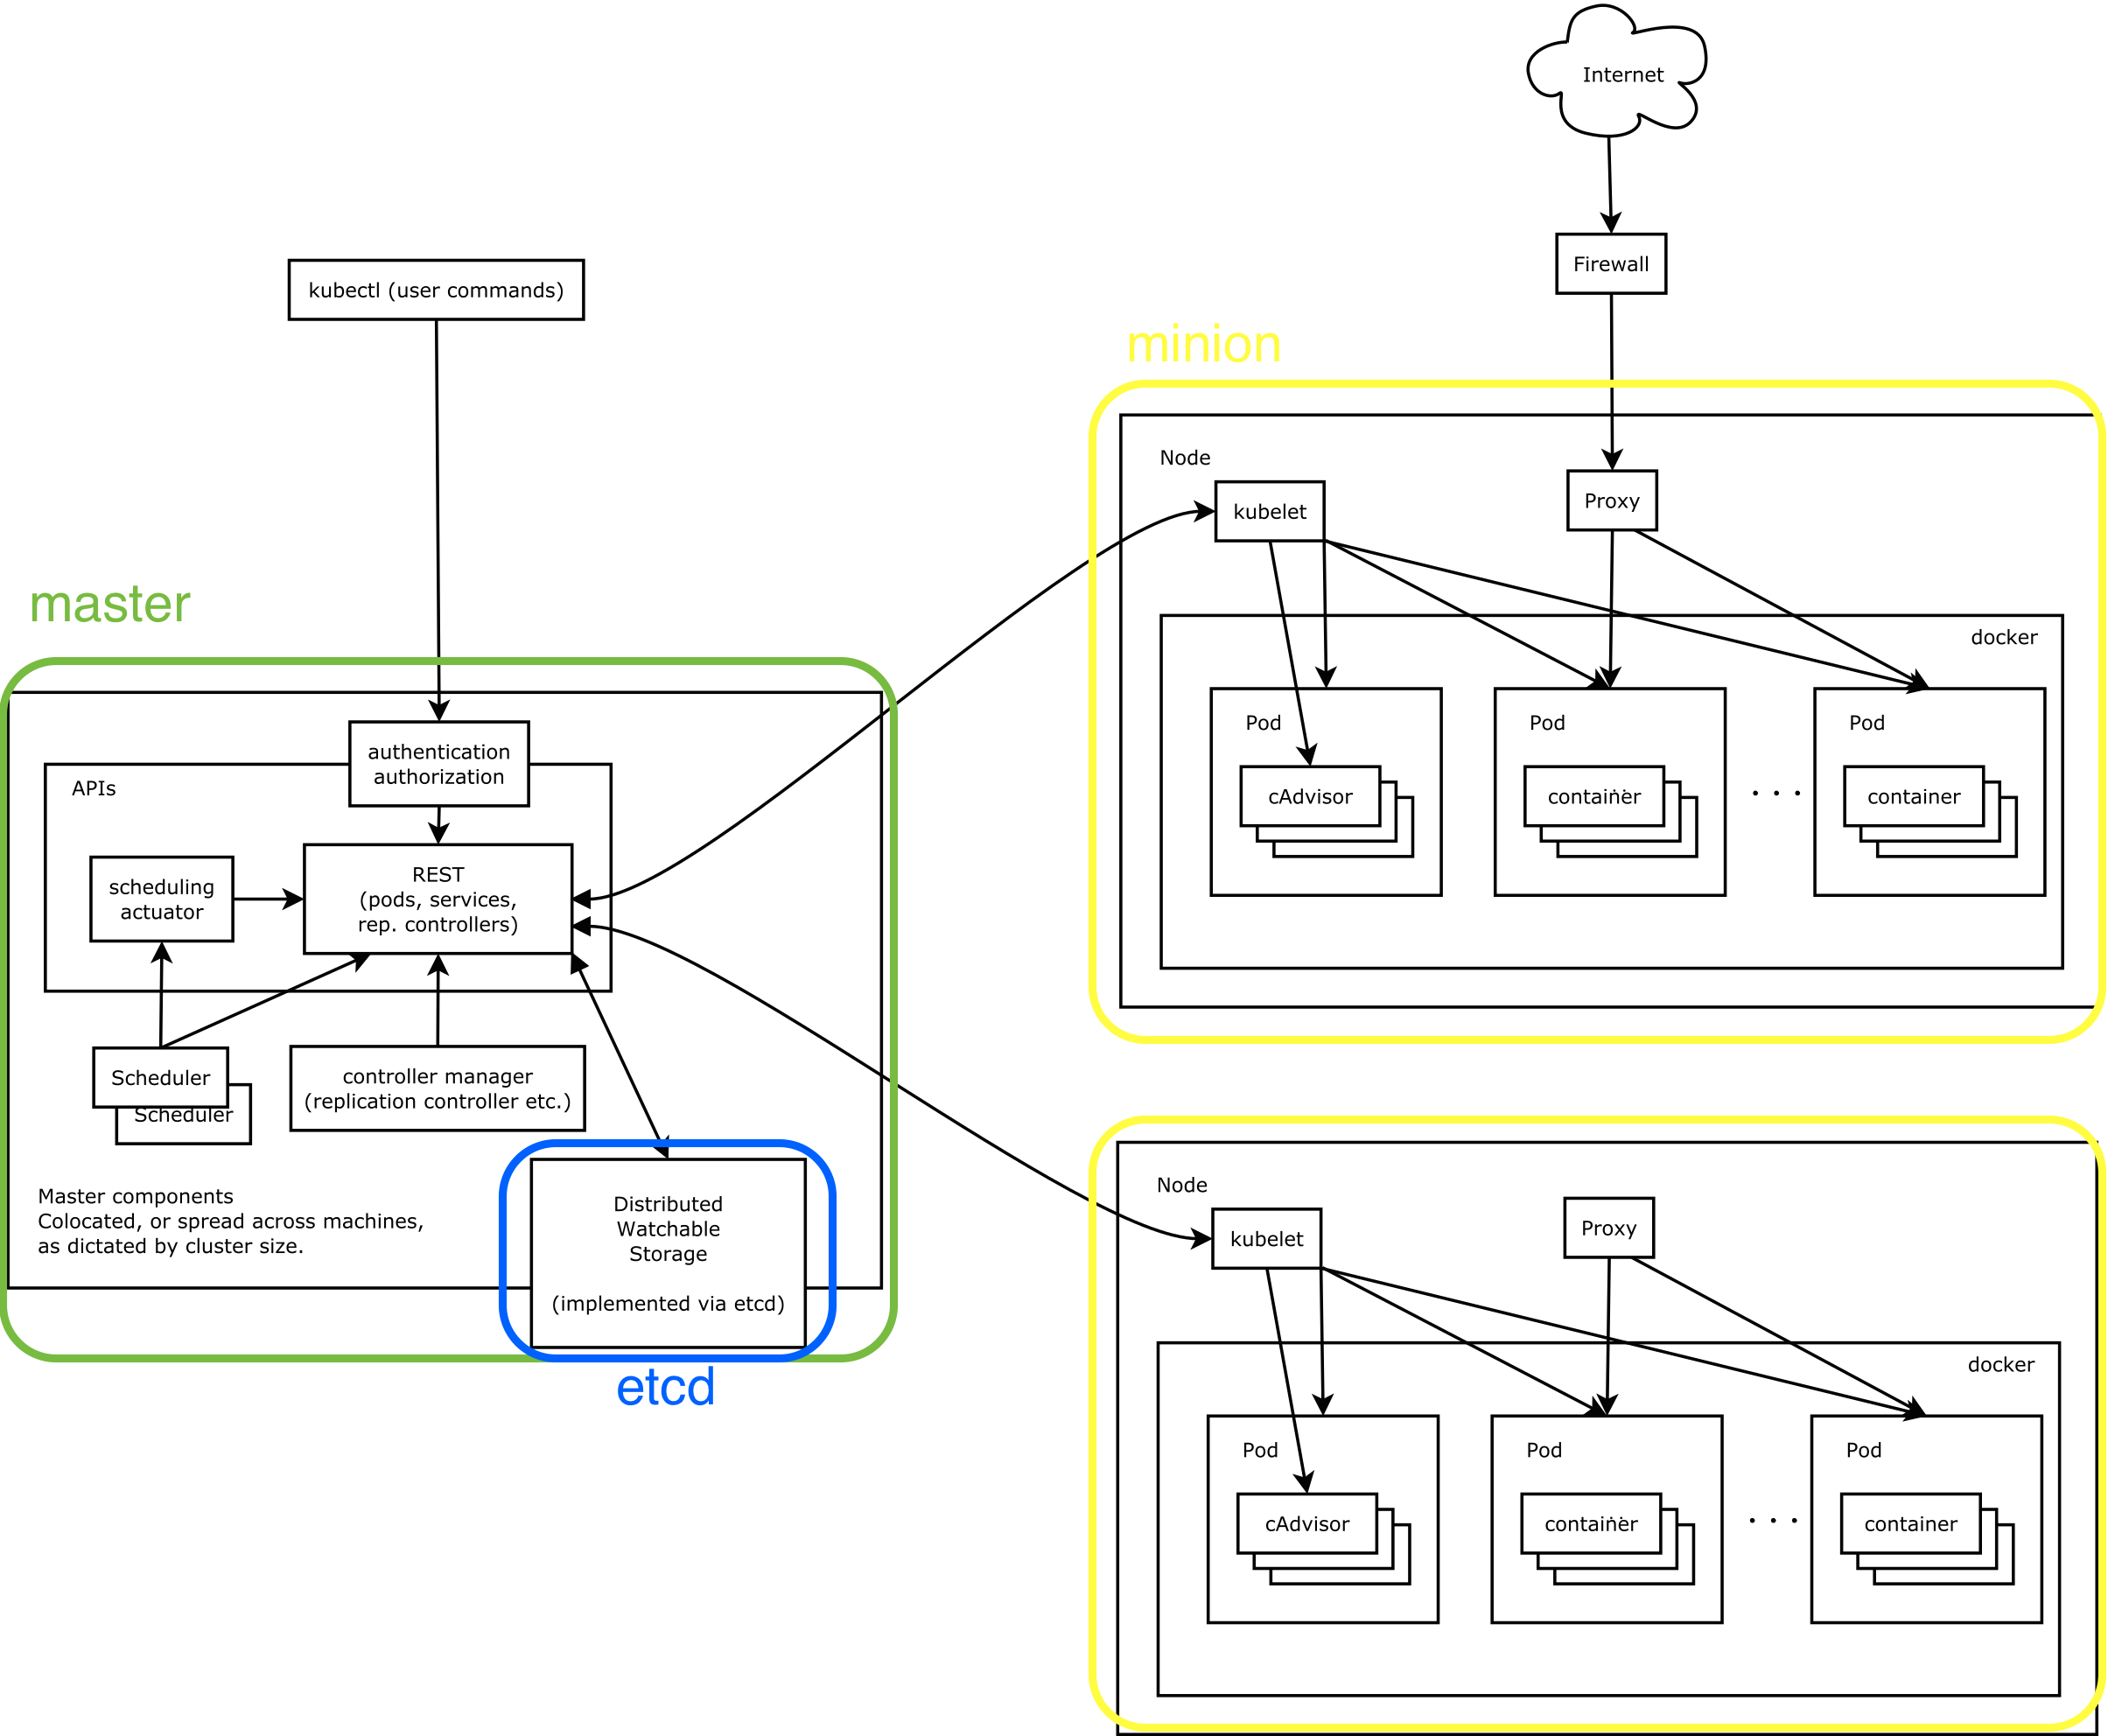 Internet
Firewall
kubectl (user commands)
minion
Node
kubelet
Proxy
docker
Pod
cAdvisor
Pod
container
. . .
Pod
container
master
authentication
authorization
APIs
scheduling
actuator
REST
(pods, services,
rep. controllers)
Scheduler
Scheduler
controller manager
(replication controller etc.)
Master components
Colocated, or spread across machines,
as dictated by cluster size.
Distributed
Watchable
Storage
(implemented via etcd)
etcd
Node
kubelet
Proxy
docker
Pod
cAdvisor
Pod
container
. . .
Pod
container